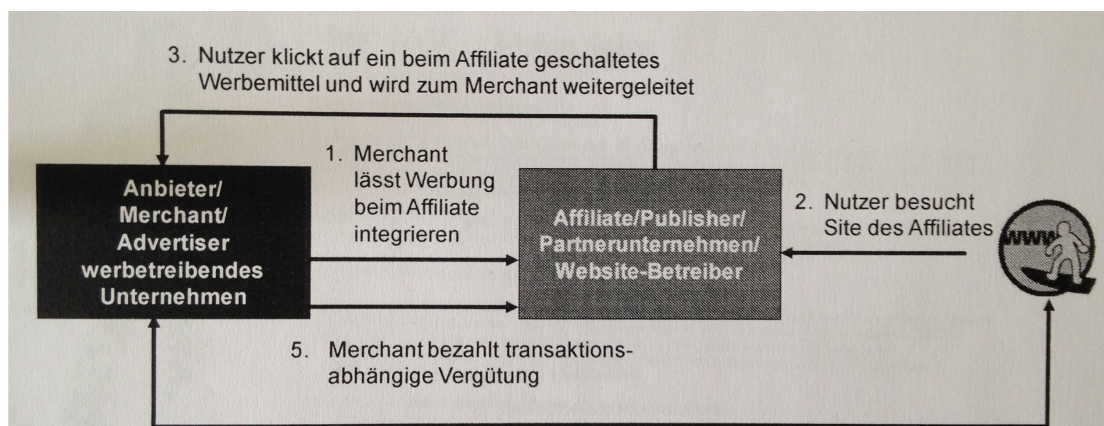 3. Nutzer klickt auf ein beim Affiliate geschaltetes
Werbemittel und wird zum Merchant weitergeleitet
Anbieter/
Merchant/
Advertiser
werbetreibendes
Unternehmen
1. Merchant
lässt Werbung
beim Affiliate
integrieren
Affiliate/Publisher/
Partnerunternehmen/
Website-Betreiber
2. Nutzer besucht
Site des Affiliates
www
5. Merchant bezahlt transaktions-
abhängige Vergütung